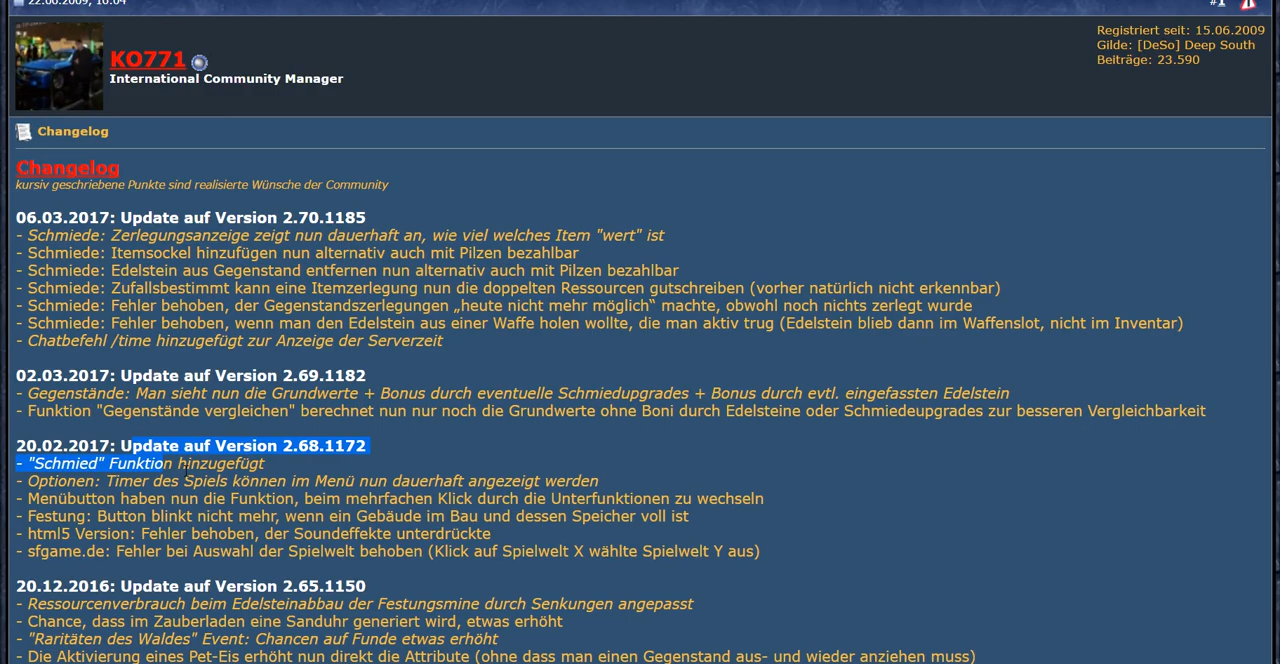 22.06.2009, 10:04
#1
KO771
International Community Manager
Registriert seit: 15.06.2009
Gilde: [DeSo] Deep South
Beiträge: 23.590
Changelog
Changelog
kursiv geschriebene Punkte sind realisierte Wünsche der Community
06.03.2017: Update auf Version 2.70.1185
- Schmiede: Zerlegungsanzeige zeigt nun dauerhaft an, wie viel welches Item "wert" ist
- Schmiede: Itemsockel hinzufügen nun alternativ auch mit Pilzen bezahlbar
- Schmiede: Edelstein aus Gegenstand entfernen nun alternativ auch mit Pilzen bezahlbar
- Schmiede: Zufallsbestimmt kann eine Itemzerlegung nun die doppelten Ressourcen gutschreiben (vorher natürlich nicht erkennbar)
- Schmiede: Fehler behoben, der Gegenstandszerlegungen „heute nicht mehr möglich“ machte, obwohl noch nichts zerlegt wurde
- Schmiede: Fehler behoben, wenn man den Edelstein aus einer Waffe holen wollte, die man aktiv trug (Edelstein blieb dann im Waffenslot, nicht im Inventar)
- Chatbefehl /time hinzugefügt zur Anzeige der Serverzeit
02.03.2017: Update auf Version 2.69.1182
- Gegenstände: Man sieht nun die Grundwerte + Bonus durch eventuelle Schmiedupgrades + Bonus durch evtl. eingefassten Edelstein
- Funktion "Gegenstände vergleichen" berechnet nun nur noch die Grundwerte ohne Boni durch Edelsteine oder Schmiedeupgrades zur besseren Vergleichbarkeit
20.02.2017: Update auf Version 2.68.1172
- "Schmied" Funktion hinzugefügt
- Optionen: Timer des Spiels können im Menü nun dauerhaft angezeigt werden
- Menübutton haben nun die Funktion, beim mehrfachen Klick durch die Unterfunktionen zu wechseln
- Festung: Button blinkt nicht mehr, wenn ein Gebäude im Bau und dessen Speicher voll ist
- html5 Version: Fehler behoben, der Soundeffekte unterdrückte
- sfgame.de: Fehler bei Auswahl der Spielwelt behoben (Klick auf Spielwelt X wählte Spielwelt Y aus)
20.12.2016: Update auf Version 2.65.1150
- Ressourcenverbrauch beim Edelsteinabbau der Festungsmine durch Senkungen angepasst
- Chance, dass im Zauberladen eine Sanduhr generiert wird, etwas erhöht
- "Raritäten des Waldes" Event: Chancen auf Funde etwas erhöht
- Die Aktivierung eines Pet-Eis erhöht nun direkt die Attribute (ohne dass man einen Gegenstand aus- und wieder anziehen muss)